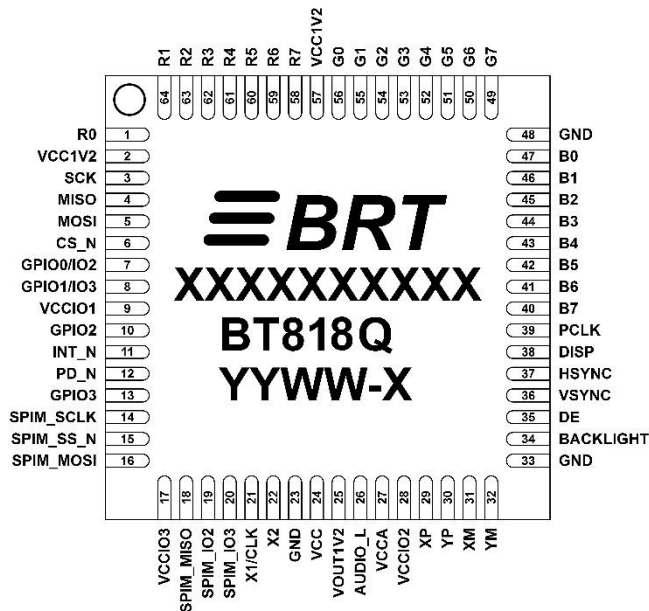 R1 R2 R3 R4 R5 R6 R7 VCC1V2 G0 G1 G2 G3 G4 G5 G6 G7
64 63 62 61 60 59 58 57 56 55 54 53 52 51 50 49
R0 1 48 GND
VCC1V2 2 47 B0
SCK 3 46 B1
MISO 4 45 B2
MOSI 5 44 B3
CS_N 6 43 B4
GPIO0/IO2 7 42 B5
GPIO1/IO3 8 41 B6
VCCIO1 9 40 B7
GPIO2 10 39 PCLK
INT_N 11 38 DISP
PD_N 12 37 HSYNC
GPIO3 13 36 VSYNC
SPIM_SCLK 14 35 DE
SPIM_SS_N 15 34 BACKLIGHT
SPIM_MOSI 16 33 GND
BRT
XXXXXXXXXX
BT818Q
YYWW-X
17 18 19 20 21 22 23 24 25 26 27 28 29 30 31 32
VCCIO3 SPIM_MISO SPIM_IO2 SPIM_IO3 X1/CLK X2 GND VCC VOUT1V2 AUDIO_L VCCA VCCIO2 XP YP XM YM